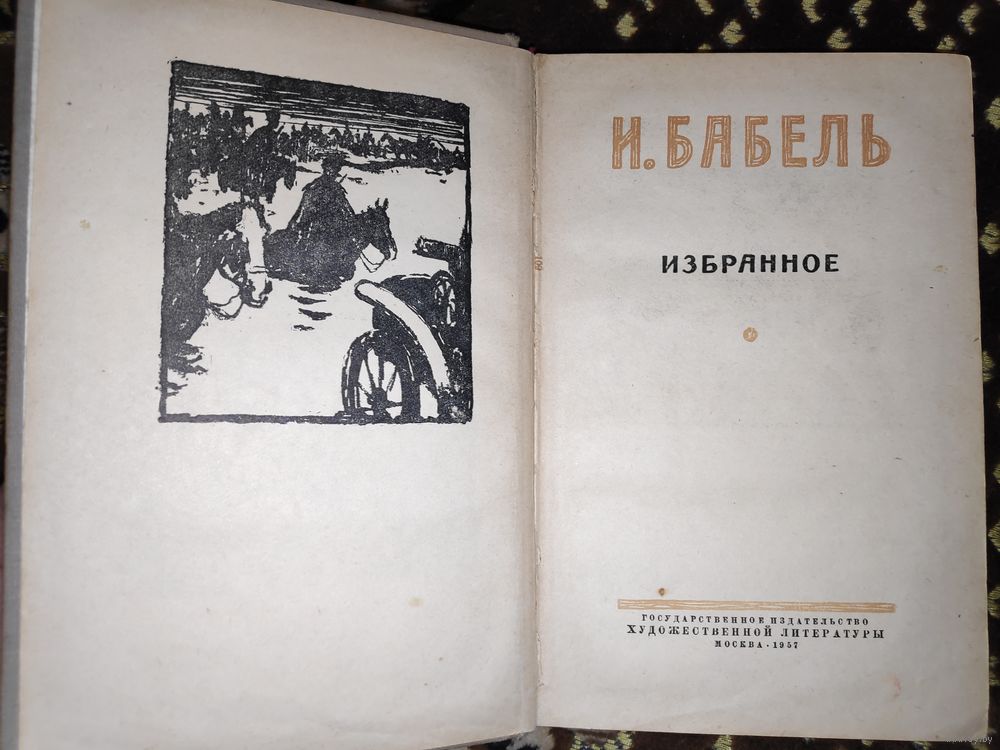 И. БАБЕЛЬ
ИЗБРАННОЕ
ГОСУДАРСТВЕННОЕ ИЗДАТЕЛЬСТВО
ХУДОЖЕСТВЕННОЙ ЛИТЕРАТУРЫ
МОСКВА · 1957